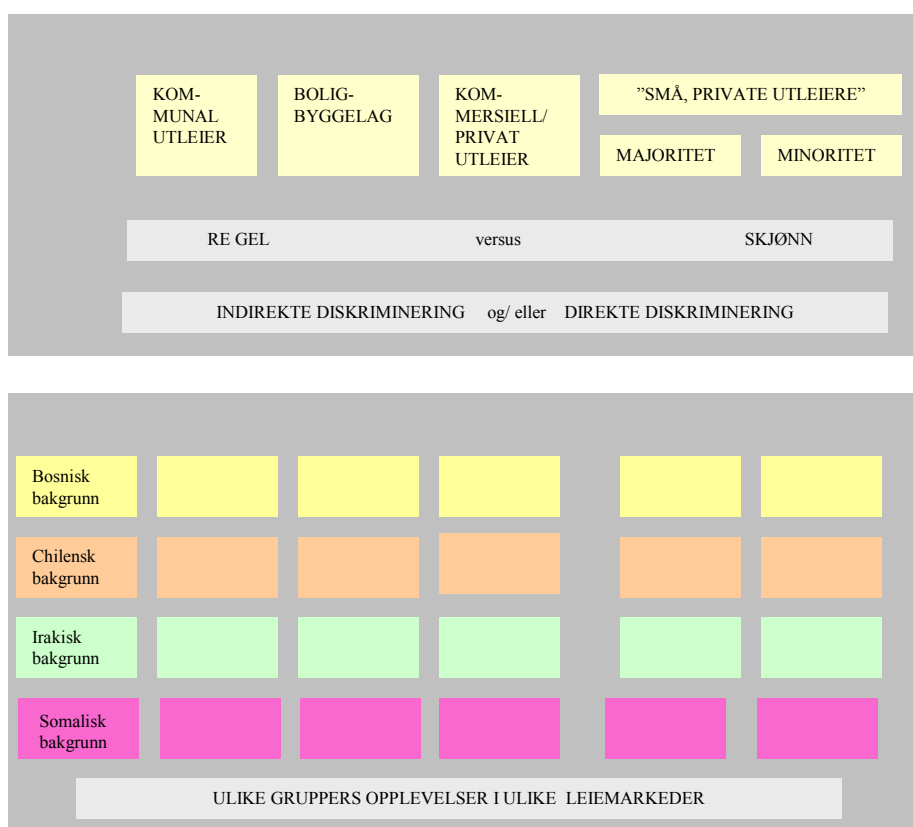 KOM-
MUNAL
UTLEIER
BOLIG-
BYGGELAG
KOM-
MERSIELL/
PRIVAT
UTLEIER
”SMÅ, PRIVATE UTLEIERE”
MAJORITET
MINORITET
RE GEL versus SKJØNN
INDIREKTE DISKRIMINERING og/ eller DIREKTE DISKRIMINERING
Bosnisk
bakgrunn
Chilensk
bakgrunn
Irakisk
bakgrunn
Somalisk
bakgrunn
ULIKE GRUPPERS OPPLEVELSER I ULIKE LEIEMARKEDER